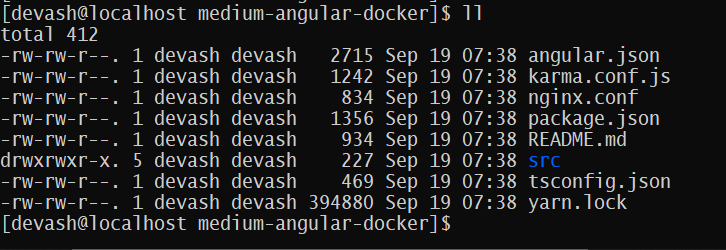 [devash@localhost medium-angular-docker]$ ll
total 412
-rw-rw-r--. 1 devash devash   2715 Sep 19 07:38 angular.json
-rw-rw-r--. 1 devash devash   1242 Sep 19 07:38 karma.conf.js
-rw-rw-r--. 1 devash devash    834 Sep 19 07:38 nginx.conf
-rw-rw-r--. 1 devash devash   1356 Sep 19 07:38 package.json
-rw-rw-r--. 1 devash devash    934 Sep 19 07:38 README.md
drwxrwxr-x. 5 devash devash    227 Sep 19 07:38 src
-rw-rw-r--. 1 devash devash    469 Sep 19 07:38 tsconfig.json
-rw-rw-r--. 1 devash devash 394880 Sep 19 07:38 yarn.lock
[devash@localhost medium-angular-docker]$